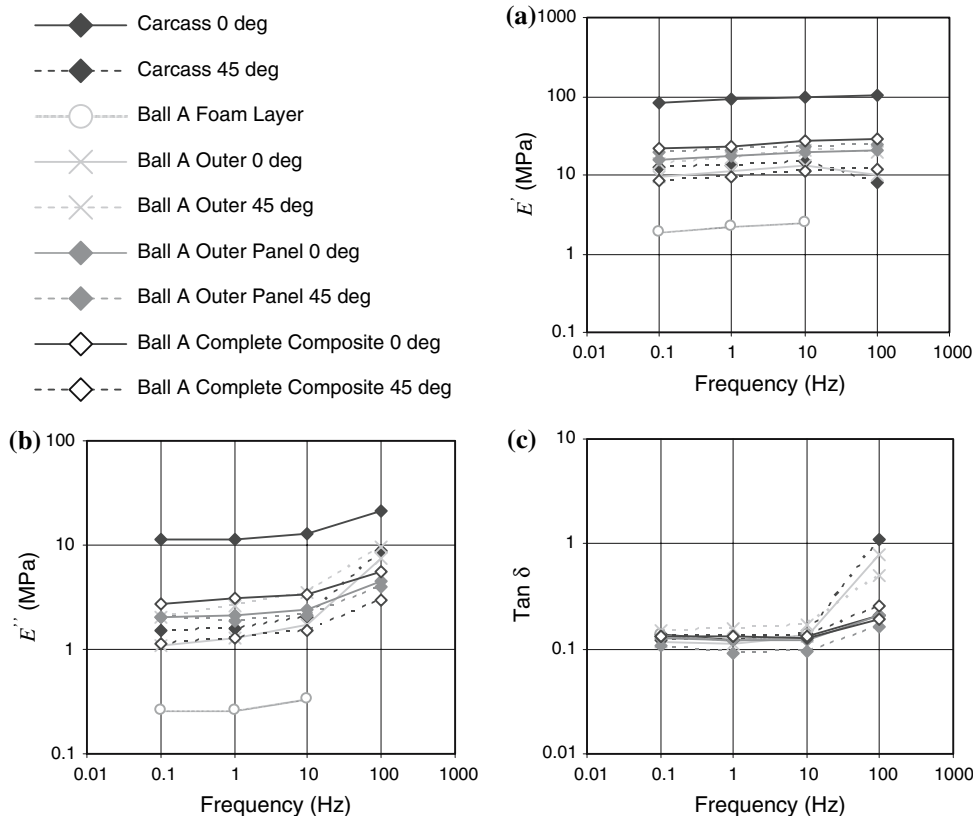 Carcass 0 deg
Carcass 45 deg
Ball A Foam Layer
Ball A Outer 0 deg
Ball A Outer 45 deg
Ball A Outer Panel 0 deg
Ball A Outer Panel 45 deg
Ball A Complete Composite 0 deg
Ball A Complete Composite 45 deg
(a)
1000
100
10
1
0.1
0.01 0.1 1 10 100 1000
E' (MPa)
Frequency (Hz)
(b)
100
10
1
0.1
0.01 0.1 1 10 100 1000
E'' (MPa)
Frequency (Hz)
(c)
10
1
0.1
0.01
0.01 0.1 1 10 100 1000
Tan δ
Frequency (Hz)